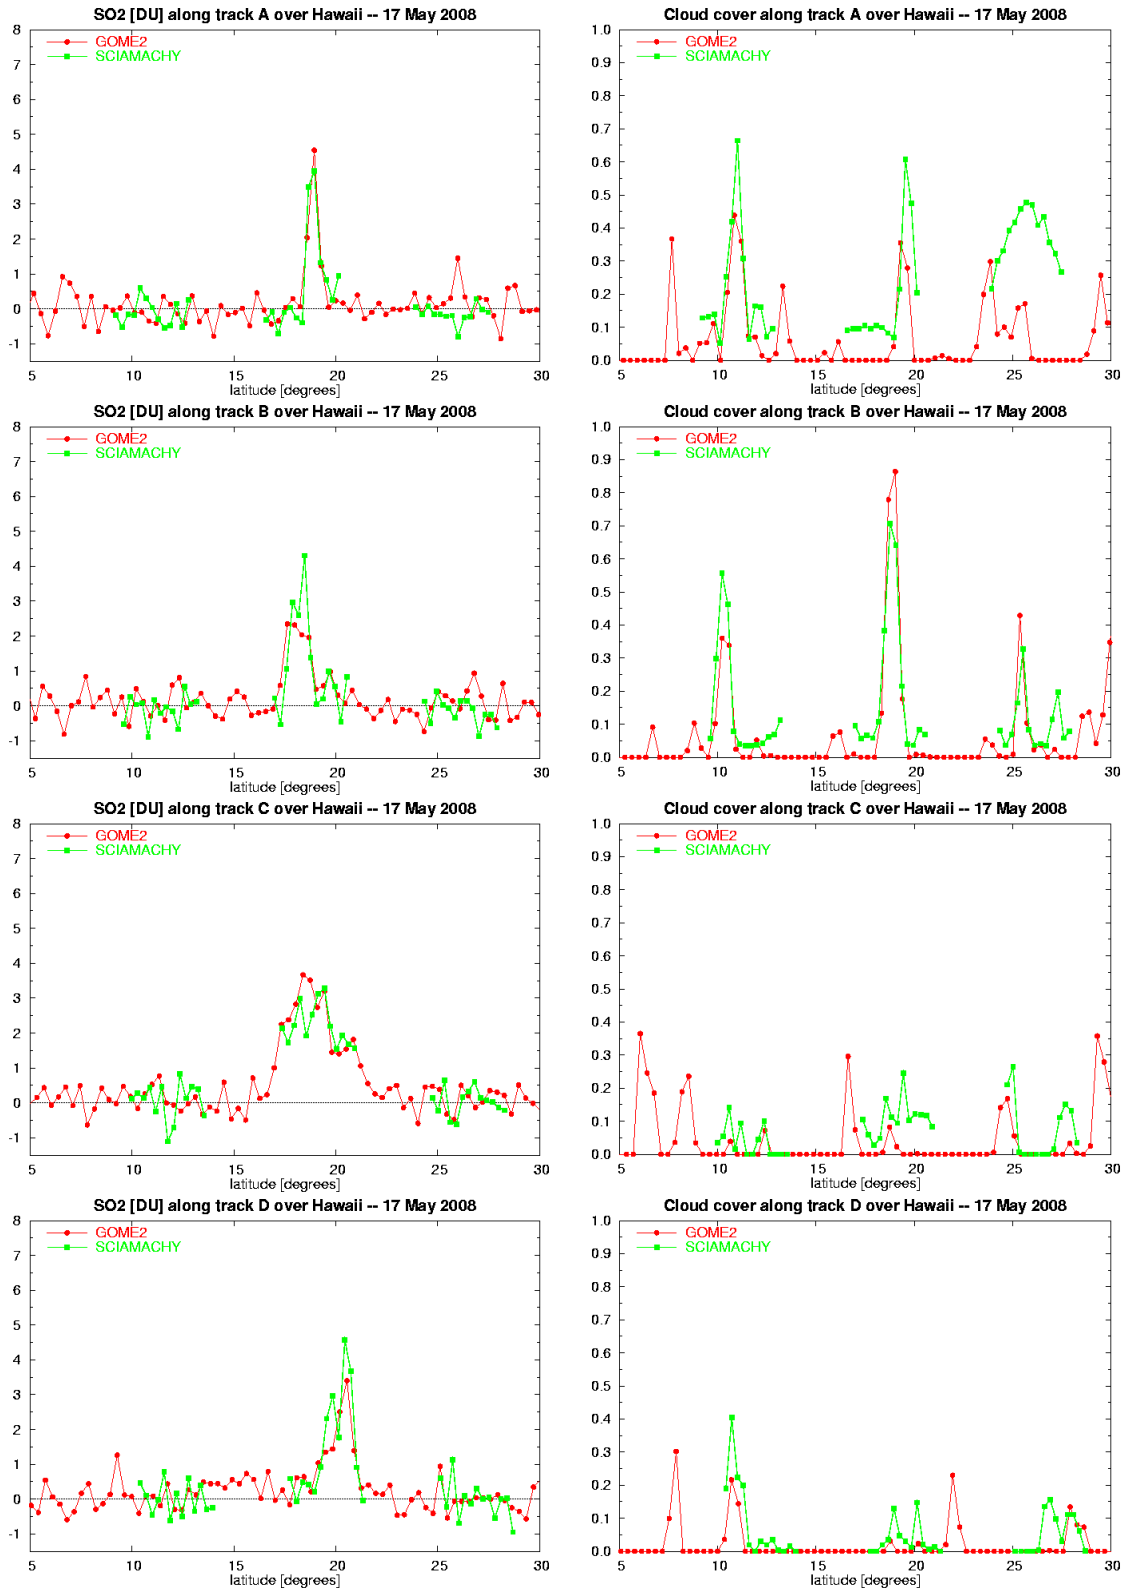 SO2 [DU] along track A over Hawaii -- 17 May 2008
GOME2
SCIAMACHY
8
7
6
5
4
3
2
1
0
-1
5 10 15 20 25 30
latitude [degrees]
Cloud cover along track A over Hawaii -- 17 May 2008
GOME2
SCIAMACHY
1.0
0.9
0.8
0.7
0.6
0.5
0.4
0.3
0.2
0.1
0.0
5 10 15 20 25 30
latitude [degrees]
SO2 [DU] along track B over Hawaii -- 17 May 2008
GOME2
SCIAMACHY
8
7
6
5
4
3
2
1
0
-1
5 10 15 20 25 30
latitude [degrees]
Cloud cover along track B over Hawaii -- 17 May 2008
GOME2
SCIAMACHY
1.0
0.9
0.8
0.7
0.6
0.5
0.4
0.3
0.2
0.1
0.0
5 10 15 20 25 30
latitude [degrees]
SO2 [DU] along track C over Hawaii -- 17 May 2008
GOME2
SCIAMACHY
8
7
6
5
4
3
2
1
0
-1
5 10 15 20 25 30
latitude [degrees]
Cloud cover along track C over Hawaii -- 17 May 2008
GOME2
SCIAMACHY
1.0
0.9
0.8
0.7
0.6
0.5
0.4
0.3
0.2
0.1
0.0
5 10 15 20 25 30
latitude [degrees]
SO2 [DU] along track D over Hawaii -- 17 May 2008
GOME2
SCIAMACHY
8
7
6
5
4
3
2
1
0
-1
5 10 15 20 25 30
latitude [degrees]
Cloud cover along track D over Hawaii -- 17 May 2008
GOME2
SCIAMACHY
1.0
0.9
0.8
0.7
0.6
0.5
0.4
0.3
0.2
0.1
0.0
5 10 15 20 25 30
latitude [degrees]